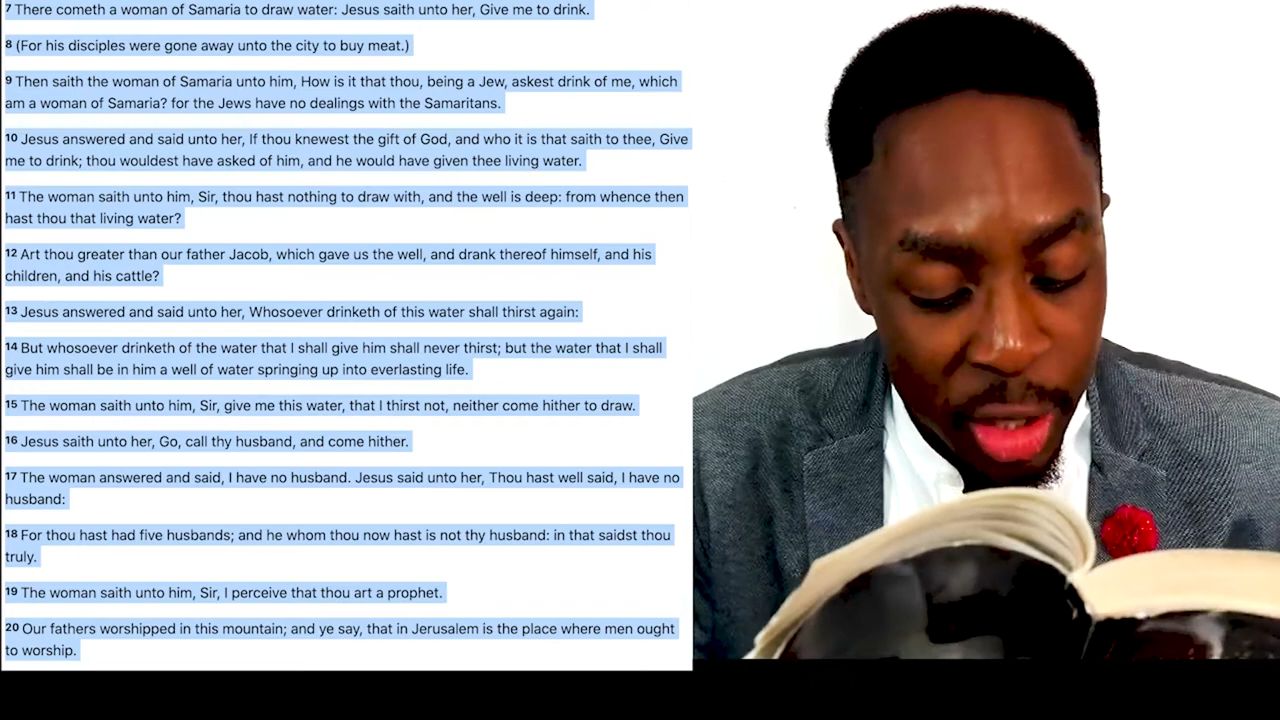 7 There cometh a woman of Samaria to draw water: Jesus saith unto her, Give me to drink.
8 (For his disciples were gone away unto the city to buy meat.)
9 Then saith the woman of Samaria unto him, How is it that thou, being a Jew, askest drink of me, which
am a woman of Samaria? for the Jews have no dealings with the Samaritans.
10 Jesus answered and said unto her, If thou knewest the gift of God, and who it is that saith to thee, Give
me to drink; thou wouldest have asked of him, and he would have given thee living water.
11 The woman saith unto him, Sir, thou hast nothing to draw with, and the well is deep: from whence then
hast thou that living water?
12 Art thou greater than our father Jacob, which gave us the well, and drank thereof himself, and his
children, and his cattle?
13 Jesus answered and said unto her, Whosoever drinketh of this water shall thirst again:
14 But whosoever drinketh of the water that I shall give him shall never thirst; but the water that I shall
give him shall be in him a well of water springing up into everlasting life.
15 The woman saith unto him, Sir, give me this water, that I thirst not, neither come hither to draw.
16 Jesus saith unto her, Go, call thy husband, and come hither.
17 The woman answered and said, I have no husband. Jesus said unto her, Thou hast well said, I have no
husband:
18 For thou hast had five husbands; and he whom thou now hast is not thy husband: in that saidst thou
truly.
19 The woman saith unto him, Sir, I perceive that thou art a prophet.
20 Our fathers worshipped in this mountain; and ye say, that in Jerusalem is the place where men ought
to worship.